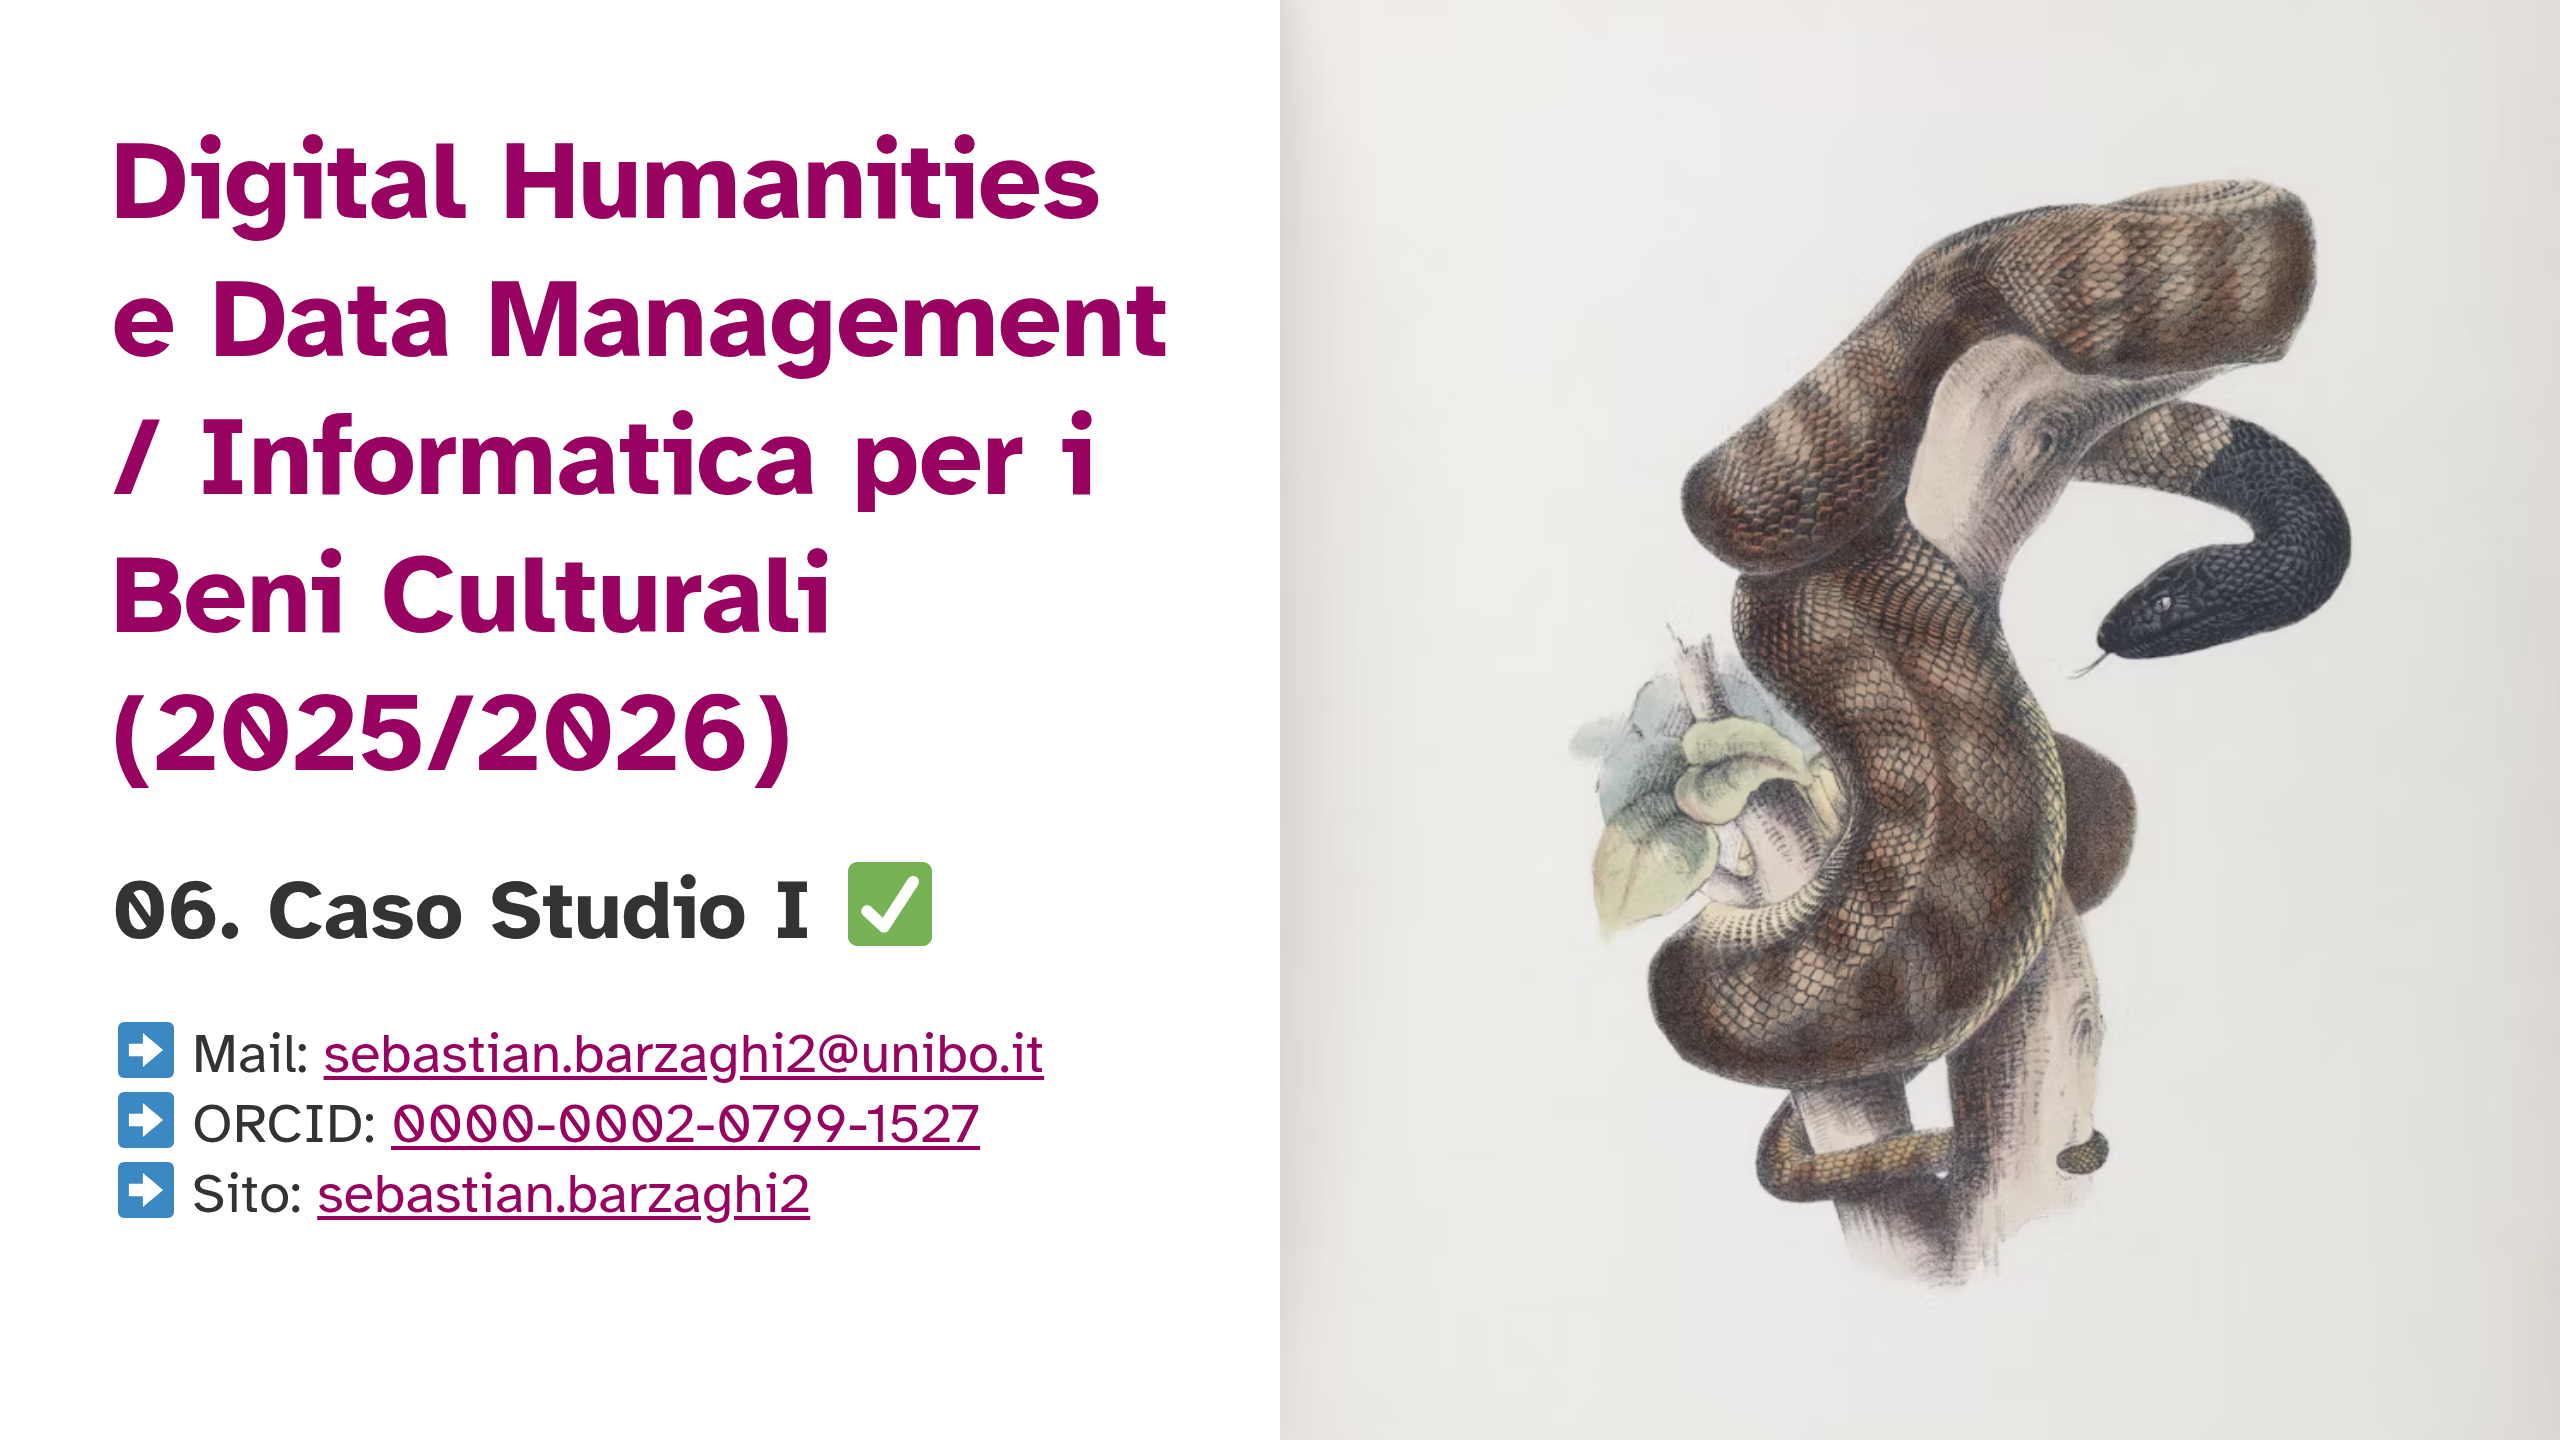 Digital Humanities
e Data Management
/ Informatica per i
Beni Culturali
(2025/2026)
06. Caso Studio I ✅
➡️ Mail: sebastian.barzaghi2@unibo.it
➡️ ORCID: 0000-0002-0799-1527
➡️ Sito: sebastian.barzaghi2